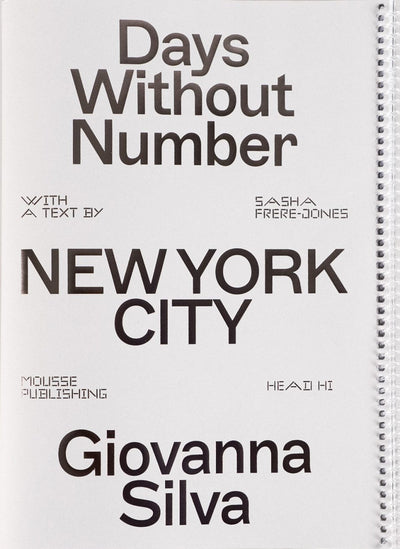 Days
Without
Number
WITH
A TEXT BY
SASHA
FRERE-JONES
NEW YORK
CITY
MOUSSE
PUBLISHING
HEAD HI
Giovanna
Silva